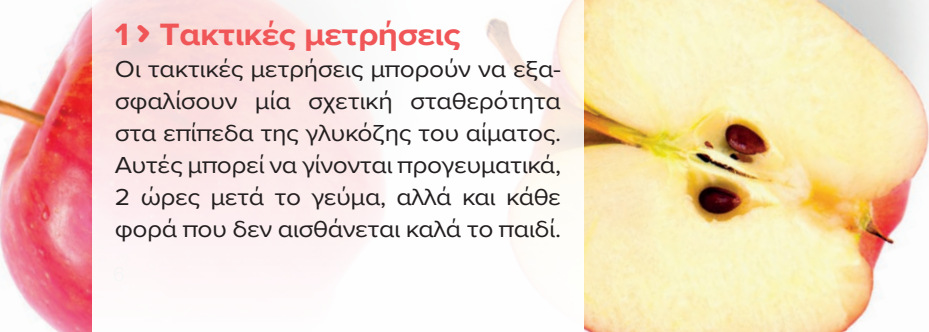 1> Τακτικές μετρήσεις
Οι τακτικές μετρήσεις μπορούν να εξα-
σφαλίσουν μία σχετική σταθερότητα
στα επίπεδα της γλυκόζης του αίματος.
Αυτές μπορεί να γίνονται προγευματικά,
2 ώρες μετά το γεύμα, αλλά και κάθε
φορά που δεν αισθάνεται καλά το παιδί.